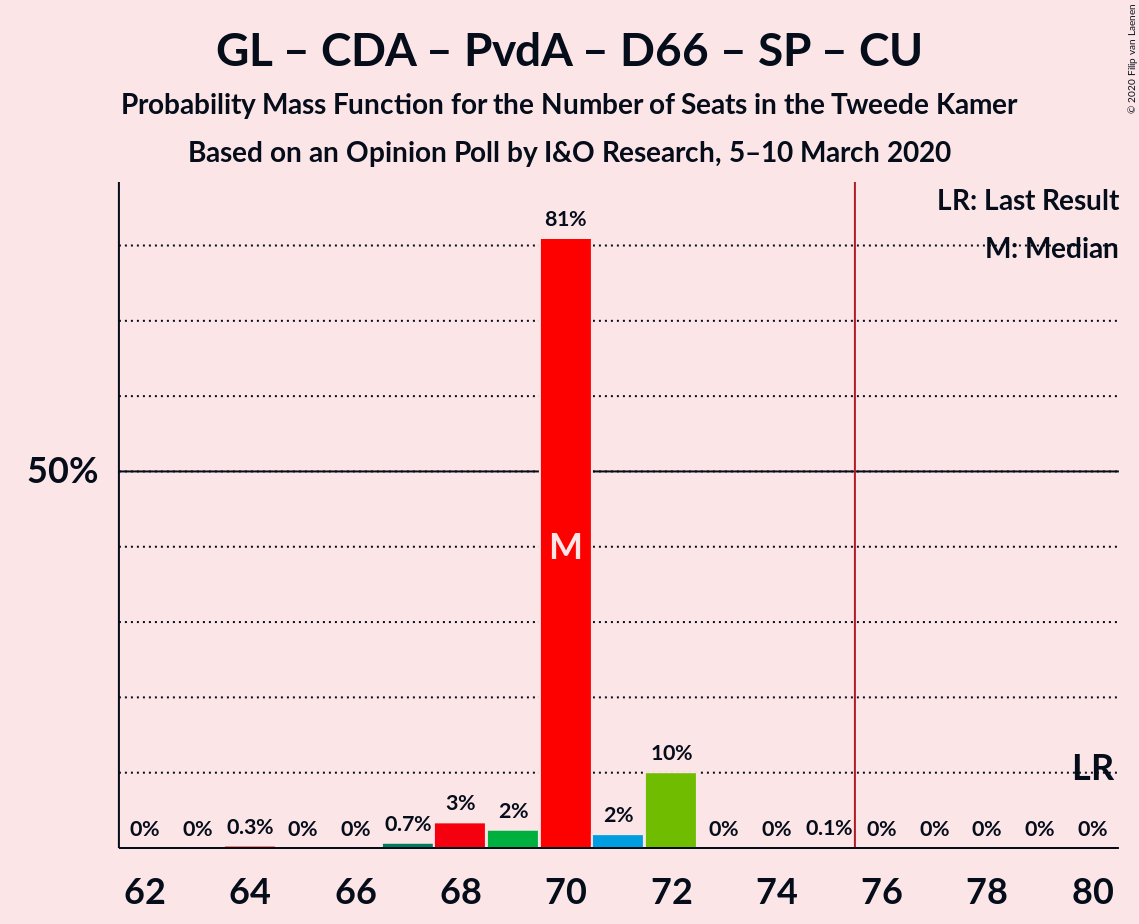 GL – CDA – PvdA – D66 – SP – CU
Probability Mass Function for the Number of Seats in the Tweede Kamer
Based on an Opinion Poll by I&O Research, 5–10 March 2020
© 2020 Filip van Laenen
LR: Last Result
M: Median
50%
0% 0% 0.3% 0% 0% 0.7% 3% 2% 81% 2% 10% 0% 0% 0.1% 0% 0% 0% 0% 0%
M
LR
62 64 66 68 70 72 74 76 78 80